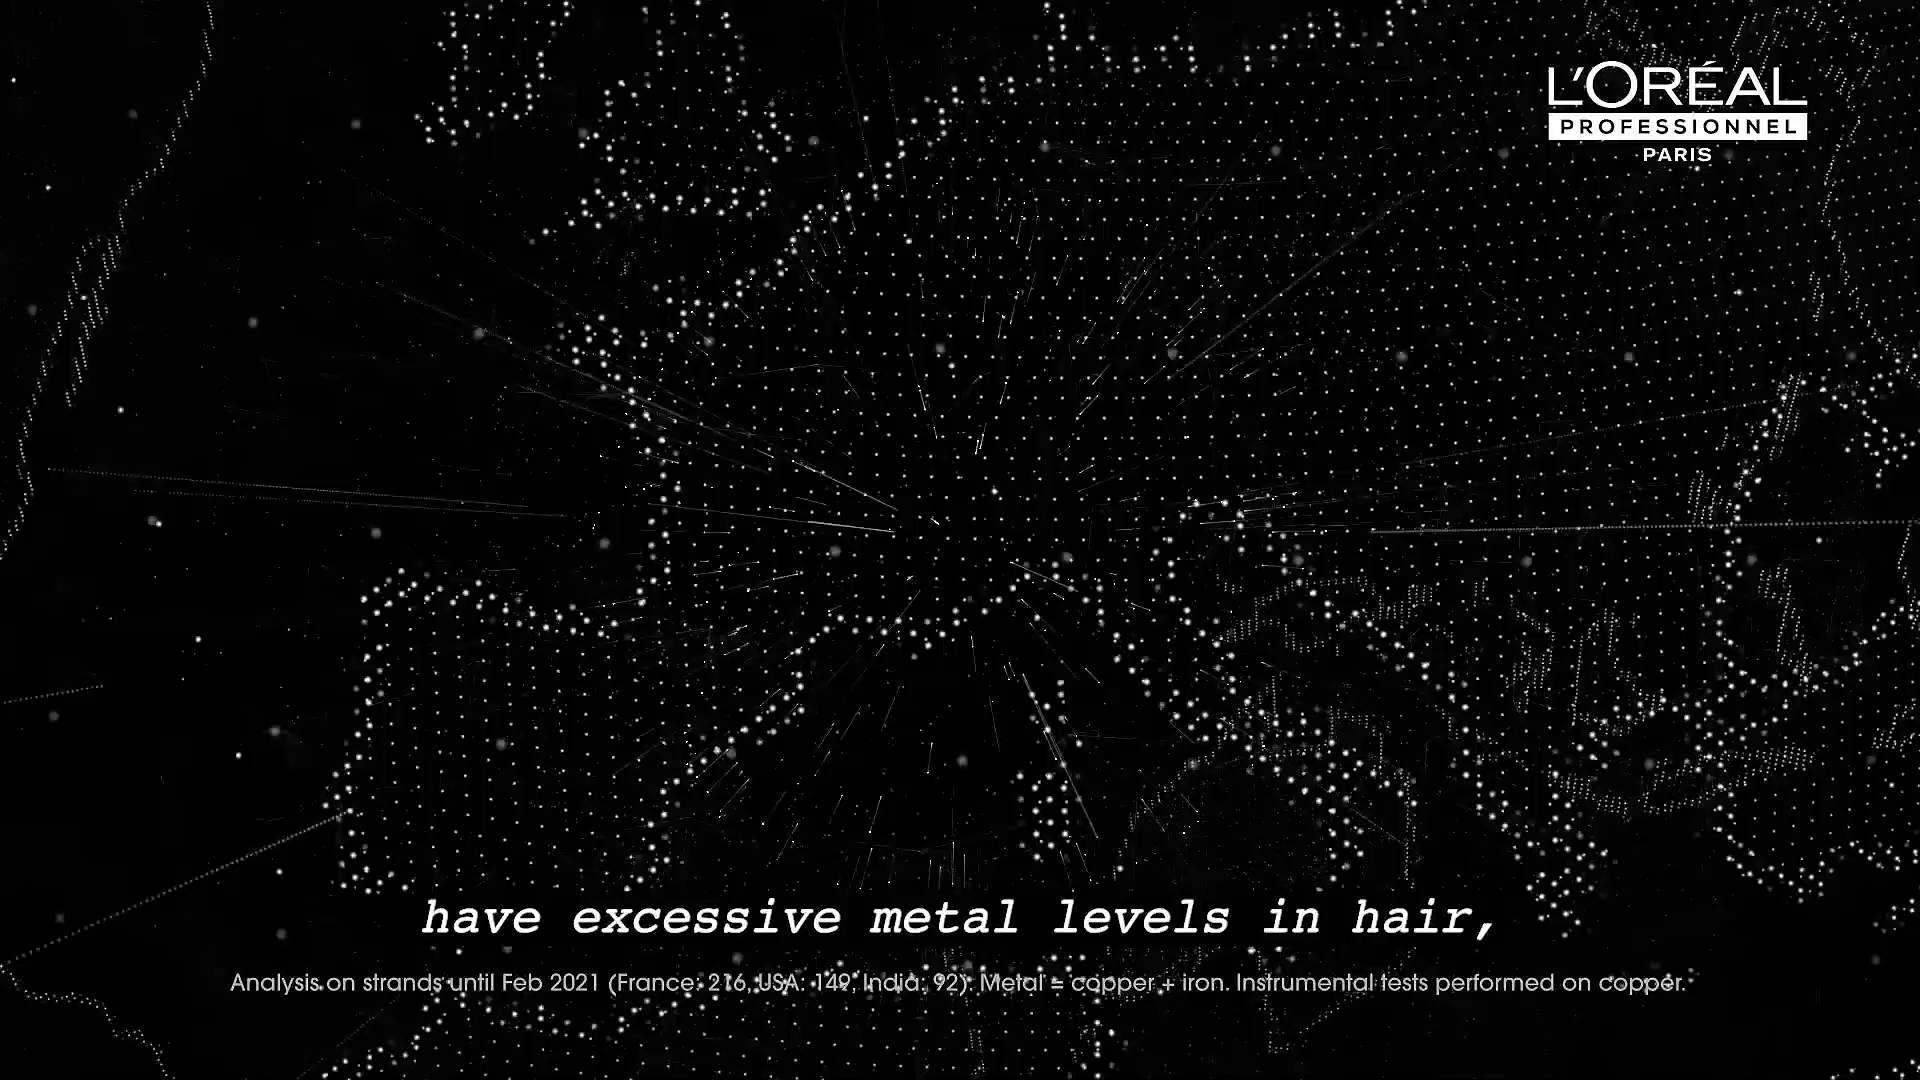 L'ORÉAL
PROFESSIONNEL
PARIS
have excessive metal levels in hair,
Analysis on strands until Feb 2021 (France: 216, USA: 149, India: 92). Metal = copper + iron. Instrumental tests performed on copper.